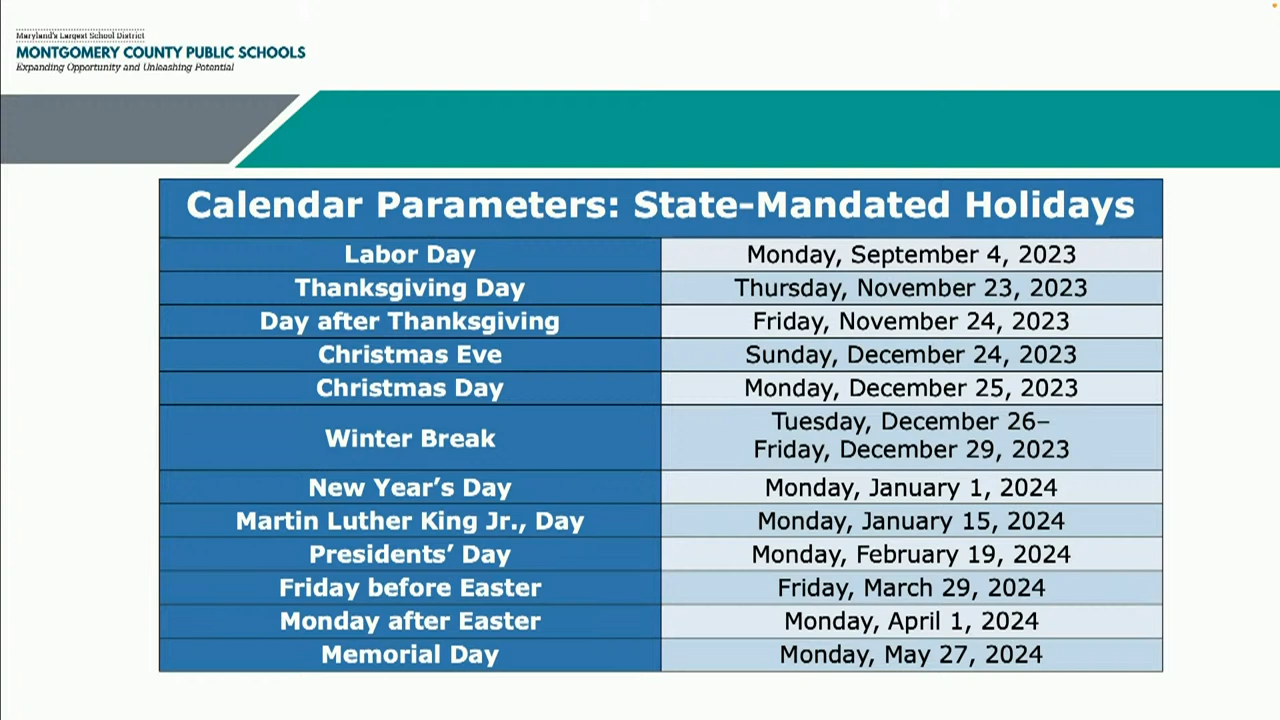 Maryland's Largest School District
MONTGOMERY COUNTY PUBLIC SCHOOLS
Expanding Opportunity and Unleashing Potential
Calendar Parameters: State-Mandated Holidays
Labor Day Monday, September 4, 2023
Thanksgiving Day Thursday, November 23, 2023
Day after Thanksgiving Friday, November 24, 2023
Christmas Eve Sunday, December 24, 2023
Christmas Day Monday, December 25, 2023
Winter Break Tuesday, December 26–
Friday, December 29, 2023
New Year’s Day Monday, January 1, 2024
Martin Luther King Jr., Day Monday, January 15, 2024
Presidents’ Day Monday, February 19, 2024
Friday before Easter Friday, March 29, 2024
Monday after Easter Monday, April 1, 2024
Memorial Day Monday, May 27, 2024